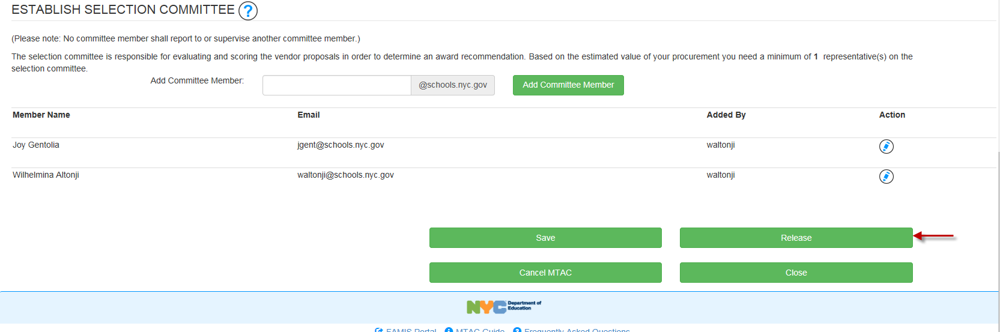 ESTABLISH SELECTION COMMITTEE ?
(Please note: No committee member shall report to or supervise another committee member.)
The selection committee is responsible for evaluating and scoring the vendor proposals in order to determine an award recommendation. Based on the estimated value of your procurement you need a minimum of 1 representative(s) on the
selection committee.
Add Committee Member: @schools.nyc.gov Add Committee Member
Member Name Email Added By Action
Joy Gentolia jgent@schools.nyc.gov waltonji
Wilhelmina Altonji waltonji@schools.nyc.gov waltonji
Save Release
Cancel MTAC Close
NYC Department of
Education
FAMIS Portal MTAC Guide ? Frequently Asked Questions